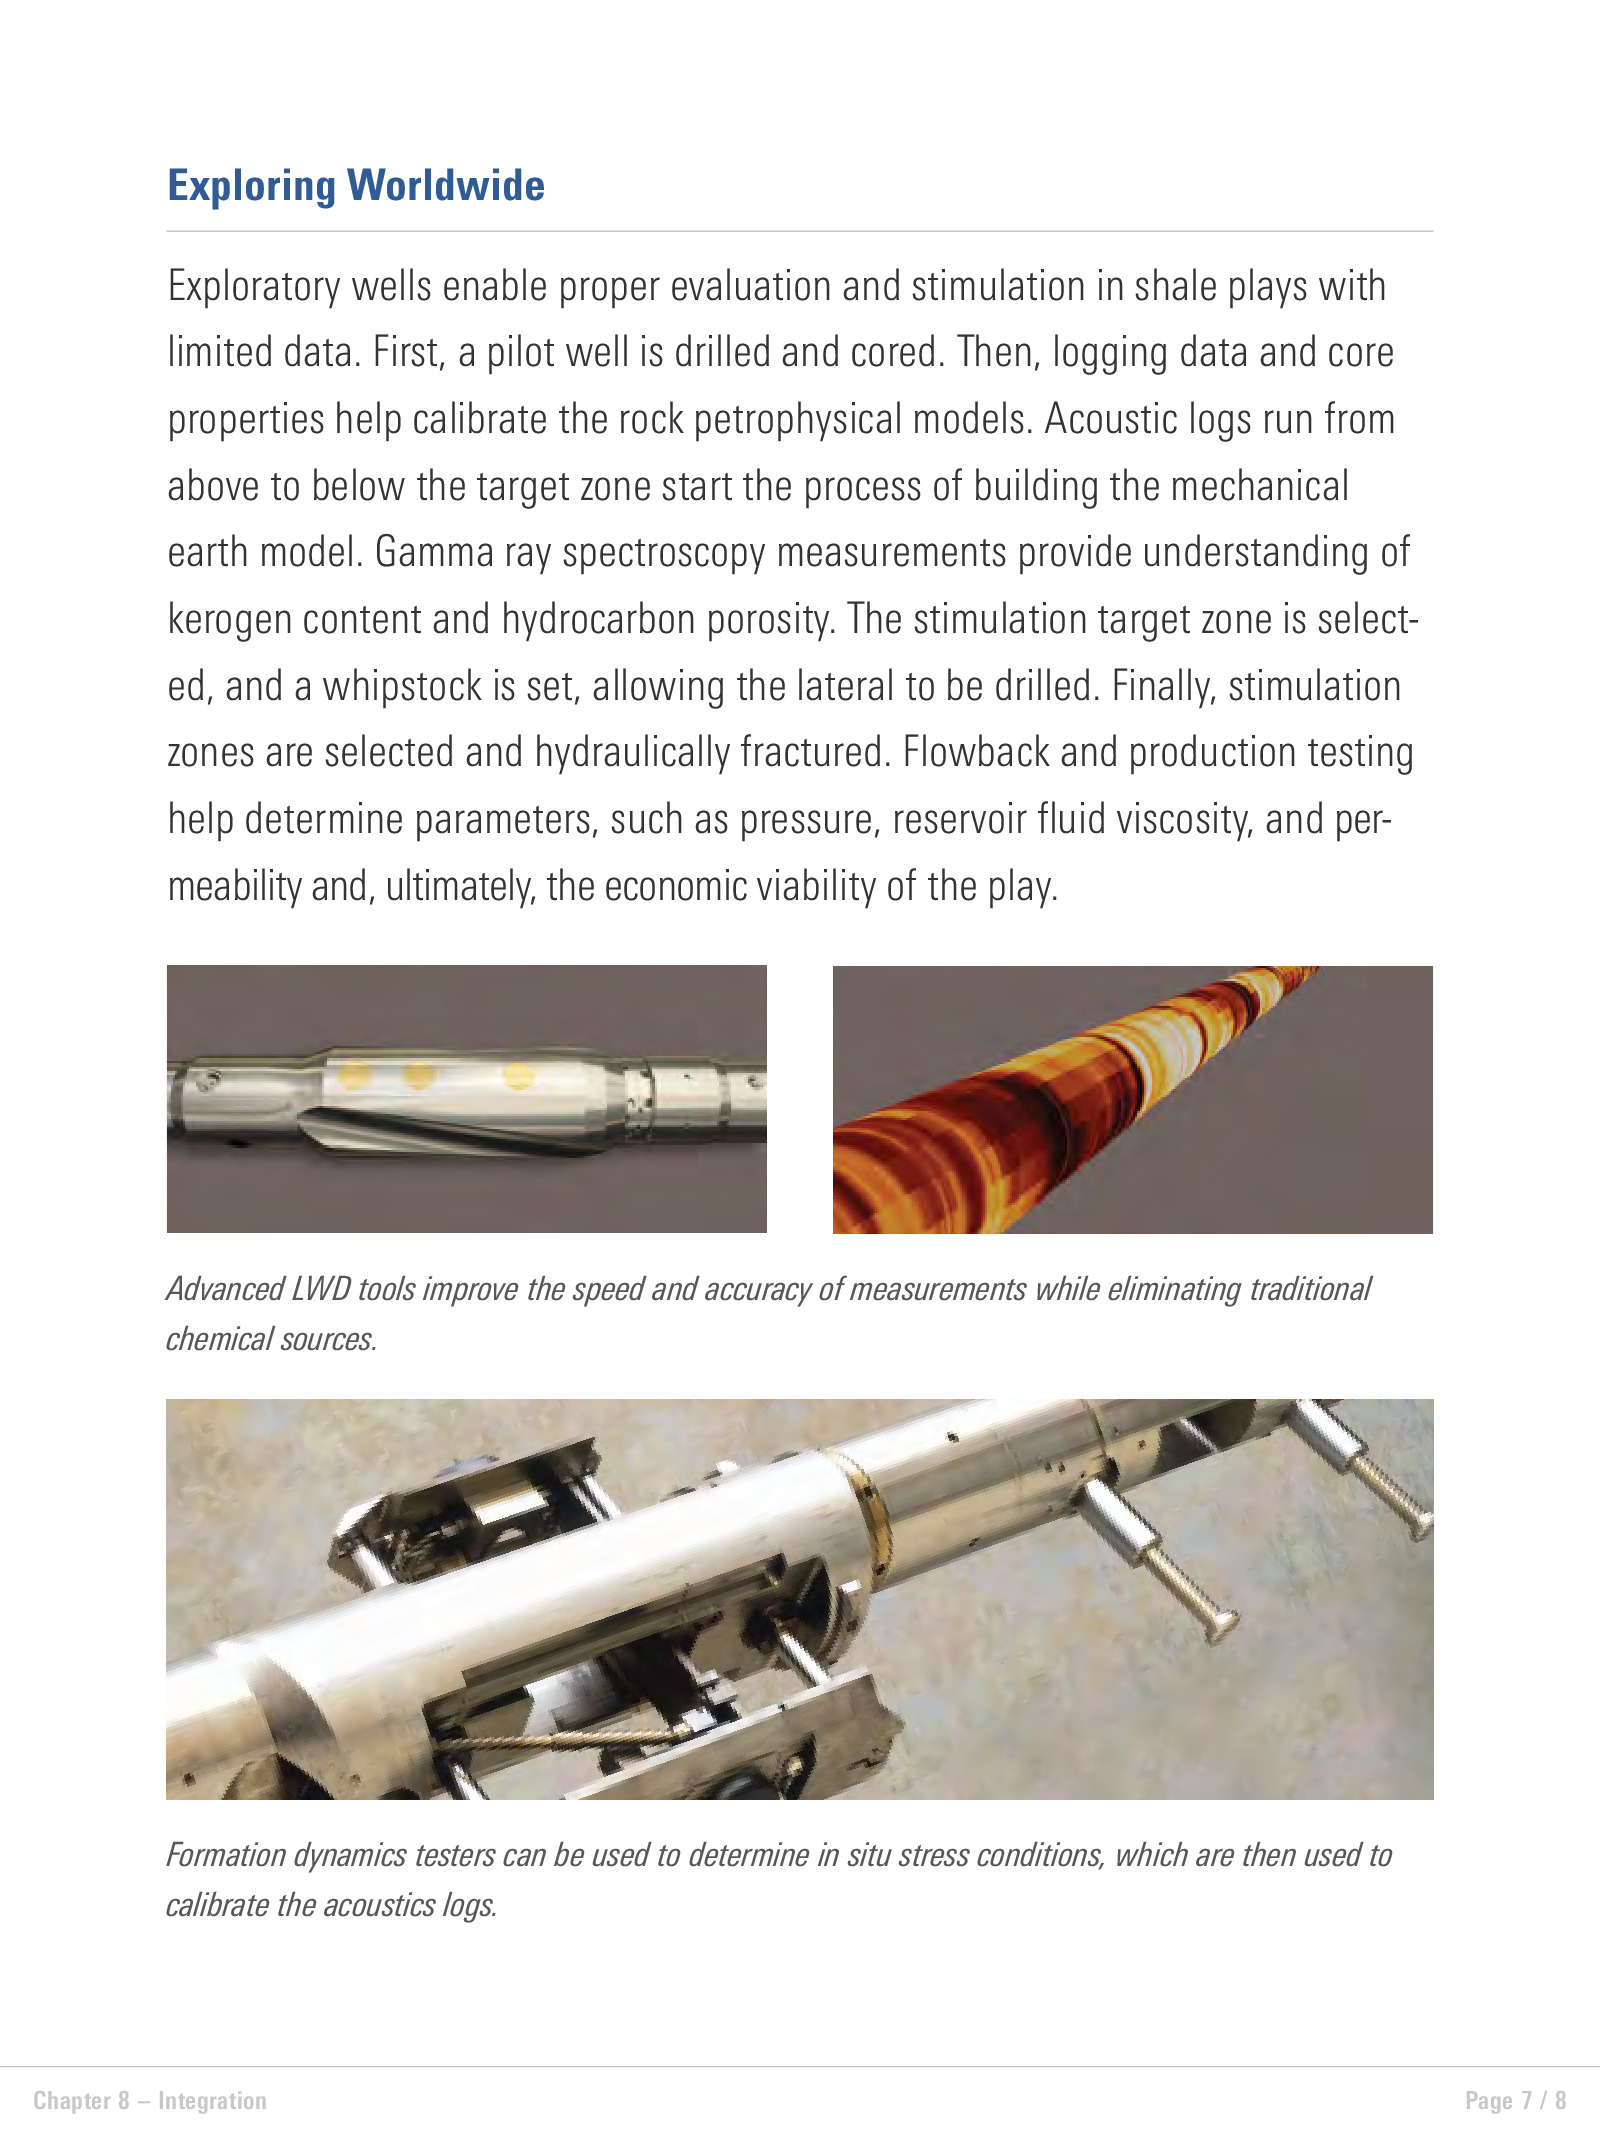 Exploring Worldwide
Exploratory wells enable proper evaluation and stimulation in shale plays with
limited data. First, a pilot well is drilled and cored. Then, logging data and core
properties help calibrate the rock petrophysical models. Acoustic logs run from
above to below the target zone start the process of building the mechanical
earth model. Gamma ray spectroscopy measurements provide understanding of
kerogen content and hydrocarbon porosity. The stimulation target zone is select-
ed, and a whipstock is set, allowing the lateral to be drilled. Finally, stimulation
zones are selected and hydraulically fractured. Flowback and production testing
help determine parameters, such as pressure, reservoir fluid viscosity, and per-
meability and, ultimately, the economic viability of the play.
Advanced LWD tools improve the speed and accuracy of measurements while eliminating traditional
chemical sources.
Formation dynamics testers can be used to determine in situ stress conditions, which are then used to
calibrate the acoustics logs.
Chapter 8 – Integration
Page 7 / 8